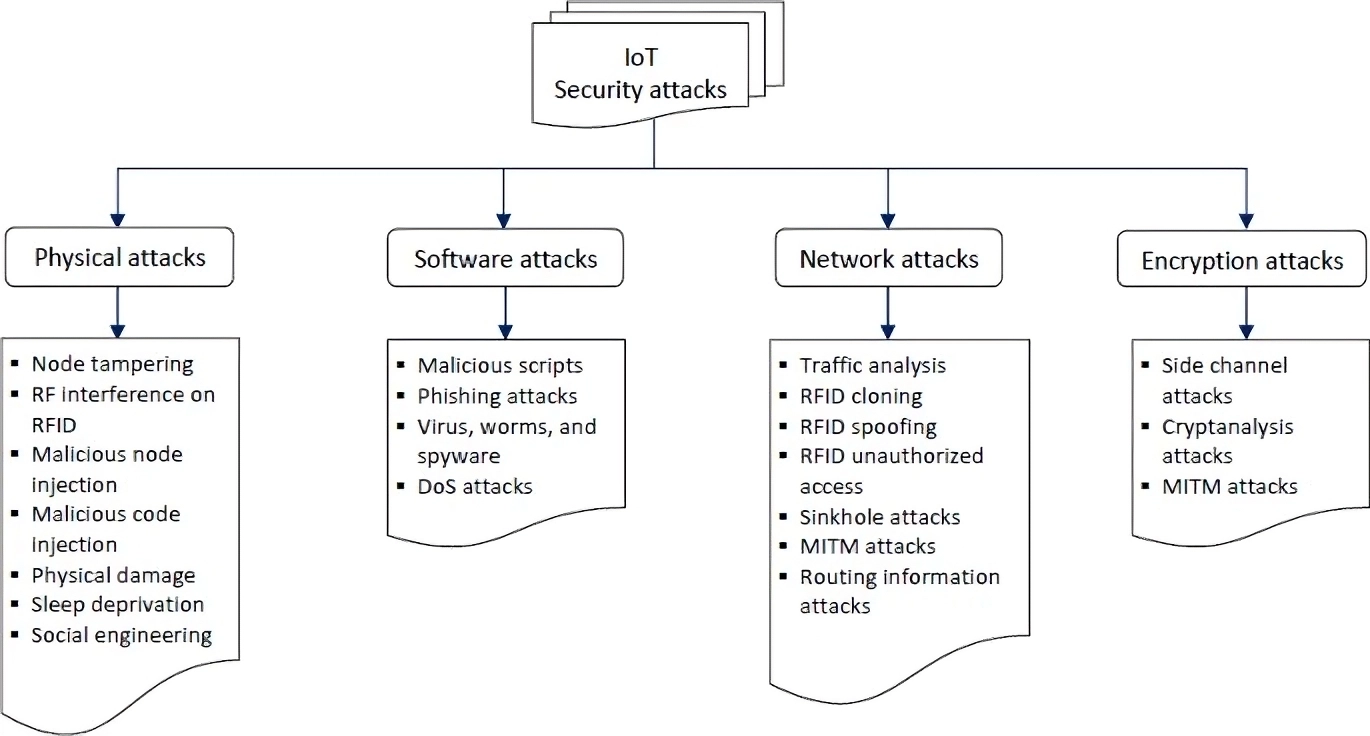 IoT
Security attacks
Physical attacks
Software attacks
Network attacks
Encryption attacks
▪ Node tampering
▪ RF interference on
RFID
▪ Malicious node
injection
▪ Malicious code
injection
▪ Physical damage
▪ Sleep deprivation
▪ Social engineering
▪ Malicious scripts
▪ Phishing attacks
▪ Virus, worms, and
spyware
▪ DoS attacks
▪ Traffic analysis
▪ RFID cloning
▪ RFID spoofing
▪ RFID unauthorized
access
▪ Sinkhole attacks
▪ MITM attacks
▪ Routing information
attacks
▪ Side channel
attacks
▪ Cryptanalysis
attacks
▪ MITM attacks